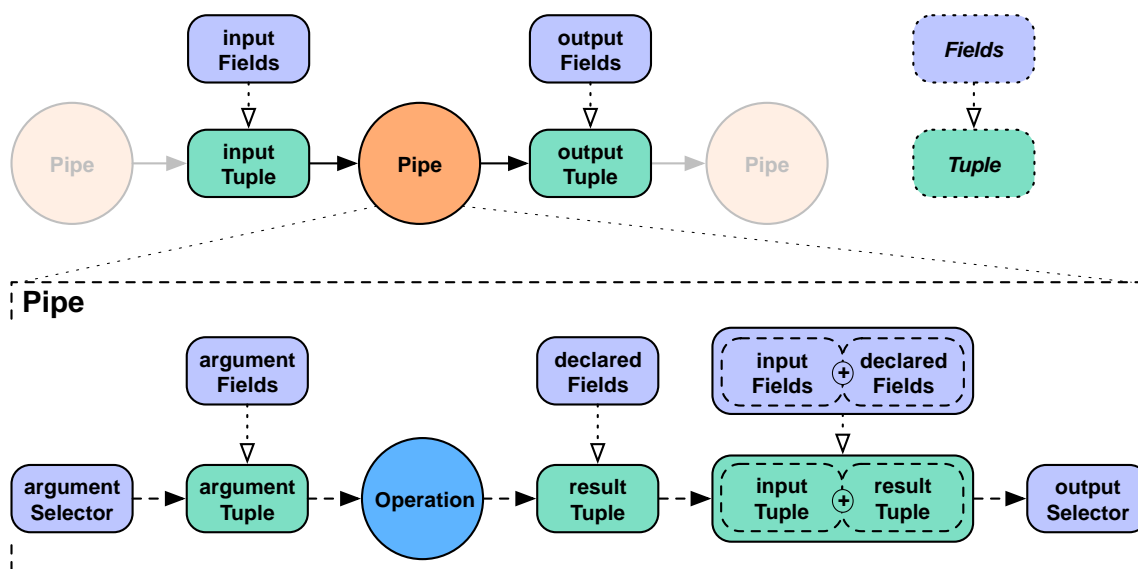 input
Fields
output
Fields
Fields
Pipe
input
Tuple
Pipe
output
Tuple
Pipe
Tuple
Pipe
argument
Fields
declared
Fields
input
Fields
+
declared
Fields
argument
Selector
argument
Tuple
Operation
result
Tuple
input
Tuple
+
result
Tuple
output
Selector